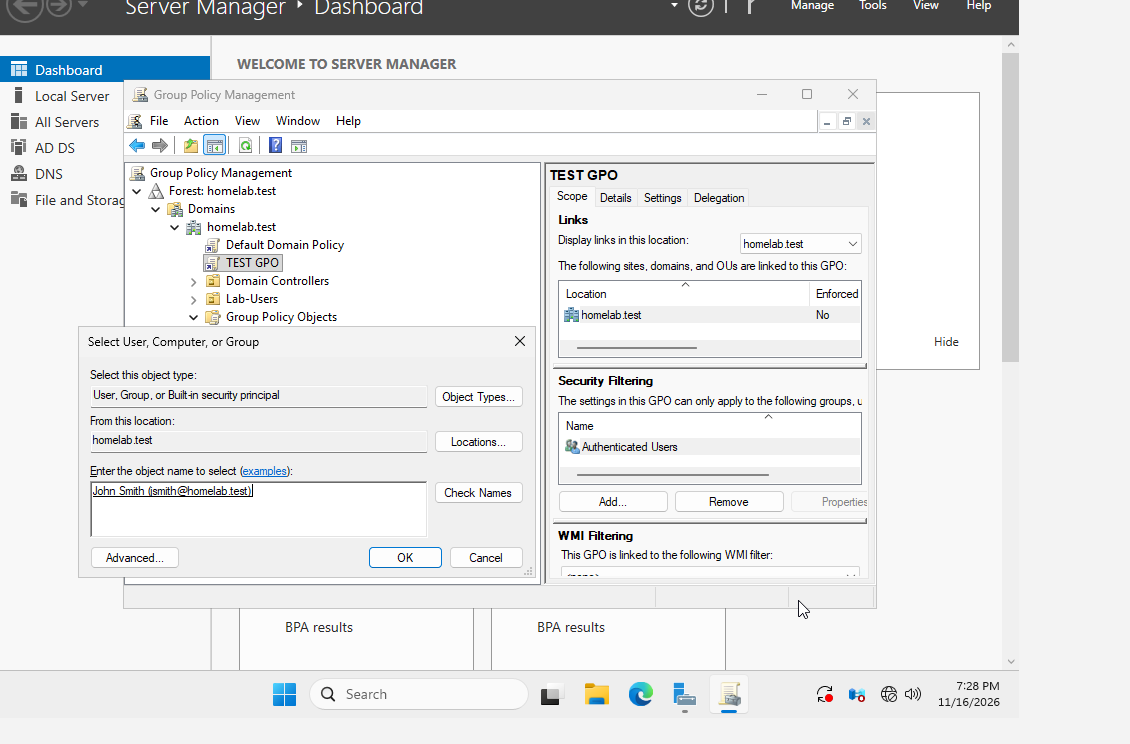 Server Manager ‣ Dashboard
Manage Tools View Help
Dashboard
Local Server
All Servers
AD DS
DNS
File and Storag
WELCOME TO SERVER MANAGER
Hide
Group Policy Management
File Action View Window Help
Group Policy Management
Forest: homelab.test
Domains
homelab.test
Default Domain Policy
TEST GPO
Domain Controllers
Lab-Users
Group Policy Objects
TEST GPO
Scope Details Settings Delegation
Links
Display links in this location: homelab.test
The following sites, domains, and OUs are linked to this GPO:
Location Enforced
homelab.test No
Security Filtering
The settings in this GPO can only apply to the following groups, u
Name
Authenticated Users
Add... Remove Properties
WMI Filtering
This GPO is linked to the following WMI filter:
Select User, Computer, or Group
Select this object type:
User, Group, or Built-in security principal Object Types...
From this location:
homelab.test Locations...
Enter the object name to select (examples):
John Smith (jsmith@homelab.test) Check Names
Advanced... OK Cancel
BPA results BPA results
Search
7:28 PM
11/16/2026